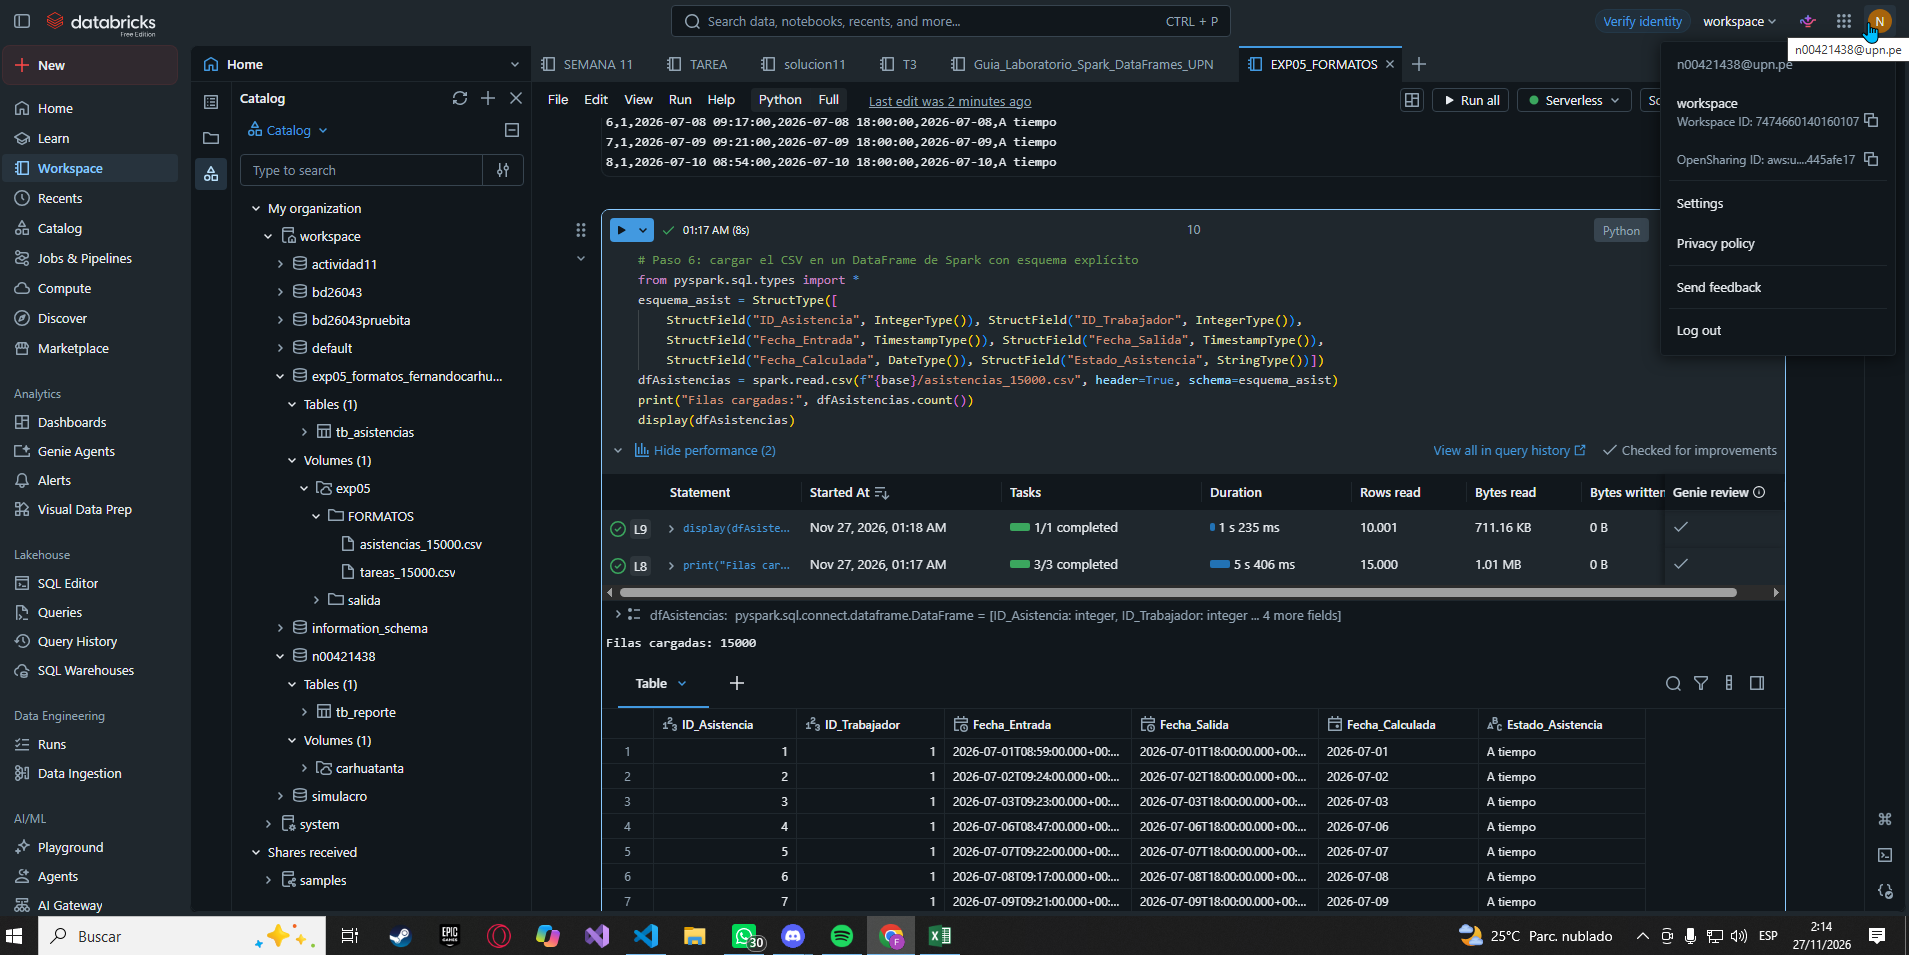 databricks
Free Edition
Search data, notebooks, recents, and more...
CTRL + P
Verify identity
workspace
N
n00421438@upn.pe
New
Home
Learn
Workspace
Recents
Catalog
Jobs & Pipelines
Compute
Discover
Marketplace
Analytics
Dashboards
Genie Agents
Alerts
Visual Data Prep
Lakehouse
SQL Editor
Queries
Query History
SQL Warehouses
Data Engineering
Runs
Data Ingestion
AI/ML
Playground
Agents
AI Gateway
Home
Catalog
Catalog
Type to search
My organization
workspace
actividad11
bd26043
bd26043pruebita
default
exp05_formatos_fernandocarhu...
Tables (1)
tb_asistencias
Volumes (1)
exp05
FORMATOS
asistencias_15000.csv
tareas_15000.csv
salida
information_schema
n00421438
Tables (1)
tb_reporte
Volumes (1)
carhuatanta
simulacro
system
Shares received
samples
SEMANA 11
TAREA
solucion11
T3
Guia_Laboratorio_Spark_DataFrames_UPN
EXP05_FORMATOS
File Edit View Run Help Python Full Last edit was 2 minutes ago
Run all
Serverless
Sc
6,1,2026-07-08 09:17:00,2026-07-08 18:00:00,2026-07-08,A tiempo
7,1,2026-07-09 09:21:00,2026-07-09 18:00:00,2026-07-09,A tiempo
8,1,2026-07-10 08:54:00,2026-07-10 18:00:00,2026-07-10,A tiempo
01:17 AM (8s)
10
Python
# Paso 6: cargar el CSV en un DataFrame de Spark con esquema explícito
from pyspark.sql.types import *
esquema_asist = StructType([
StructField("ID_Asistencia", IntegerType()), StructField("ID_Trabajador", IntegerType()),
StructField("Fecha_Entrada", TimestampType()), StructField("Fecha_Salida", TimestampType()),
StructField("Fecha_Calculada", DateType()), StructField("Estado_Asistencia", StringType())])
dfAsistencias = spark.read.csv(f"{base}/asistencias_15000.csv", header=True, schema=esquema_asist)
print("Filas cargadas:", dfAsistencias.count())
display(dfAsistencias)
Hide performance (2)
View all in query history
Checked for improvements
Statement Started At Tasks Duration Rows read Bytes read Bytes written Genie review
L9 display(dfAsiste... Nov 27, 2026, 01:18 AM 1/1 completed 1 s 235 ms 10.001 711.16 KB 0 B
L8 print("Filas car... Nov 27, 2026, 01:17 AM 3/3 completed 5 s 406 ms 15.000 1.01 MB 0 B
dfAsistencias: pyspark.sql.connect.dataframe.DataFrame = [ID_Asistencia: integer, ID_Trabajador: integer ... 4 more fields]
Filas cargadas: 15000
Table
ID_Asistencia ID_Trabajador Fecha_Entrada Fecha_Salida Fecha_Calculada Estado_Asistencia
1 1 1 2026-07-01T08:59:00.000+00:... 2026-07-01T18:00:00.000+00:... 2026-07-01 A tiempo
2 2 1 2026-07-02T09:24:00.000+00:... 2026-07-02T18:00:00.000+00:... 2026-07-02 A tiempo
3 3 1 2026-07-03T09:23:00.000+00:... 2026-07-03T18:00:00.000+00:... 2026-07-03 A tiempo
4 4 1 2026-07-06T08:47:00.000+00:... 2026-07-06T18:00:00.000+00:... 2026-07-06 A tiempo
5 5 1 2026-07-07T09:22:00.000+00:... 2026-07-07T18:00:00.000+00:... 2026-07-07 A tiempo
6 6 1 2026-07-08T09:17:00.000+00:... 2026-07-08T18:00:00.000+00:... 2026-07-08 A tiempo
7 7 1 2026-07-09T09:21:00.000+00:... 2026-07-09T18:00:00.000+00:... 2026-07-09 A tiempo
n00421438@upn.pe
workspace
Workspace ID: 7474660140160107
OpenSharing ID: aws:u....445afe17
Settings
Privacy policy
Send feedback
Log out
Buscar
EPIC GAMES
30
F
25°C Parc. nublado
ESP
2:14
27/11/2026